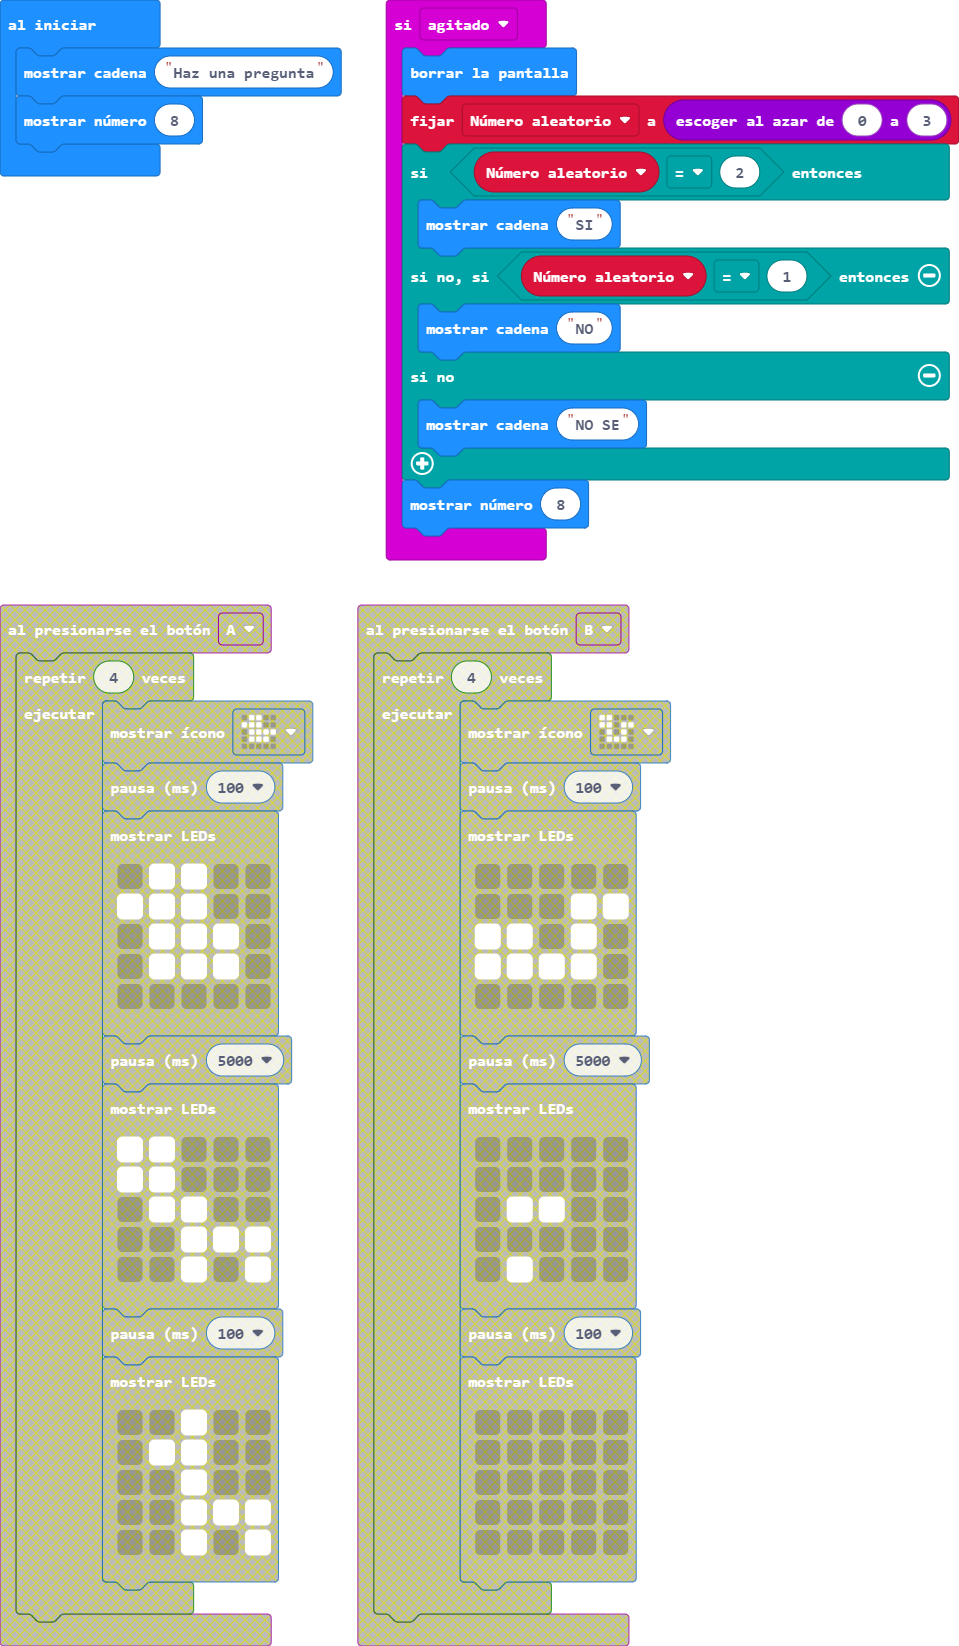 al iniciar
mostrar cadena "Haz una pregunta"
mostrar número 8
si agitado
borrar la pantalla
fijar Número aleatorio a escoger al azar de 0 a 3
si Número aleatorio = 2 entonces
mostrar cadena "SI"
si no, si Número aleatorio = 1 entonces
mostrar cadena "NO"
si no
mostrar cadena "NO SE"
mostrar número 8
al presionarse el botón A
repetir 4 veces
ejecutar
mostrar ícono
pausa (ms) 100
mostrar LEDs
pausa (ms) 5000
mostrar LEDs
pausa (ms) 100
mostrar LEDs
al presionarse el botón B
repetir 4 veces
ejecutar
mostrar ícono
pausa (ms) 100
mostrar LEDs
pausa (ms) 5000
mostrar LEDs
pausa (ms) 100
mostrar LEDs